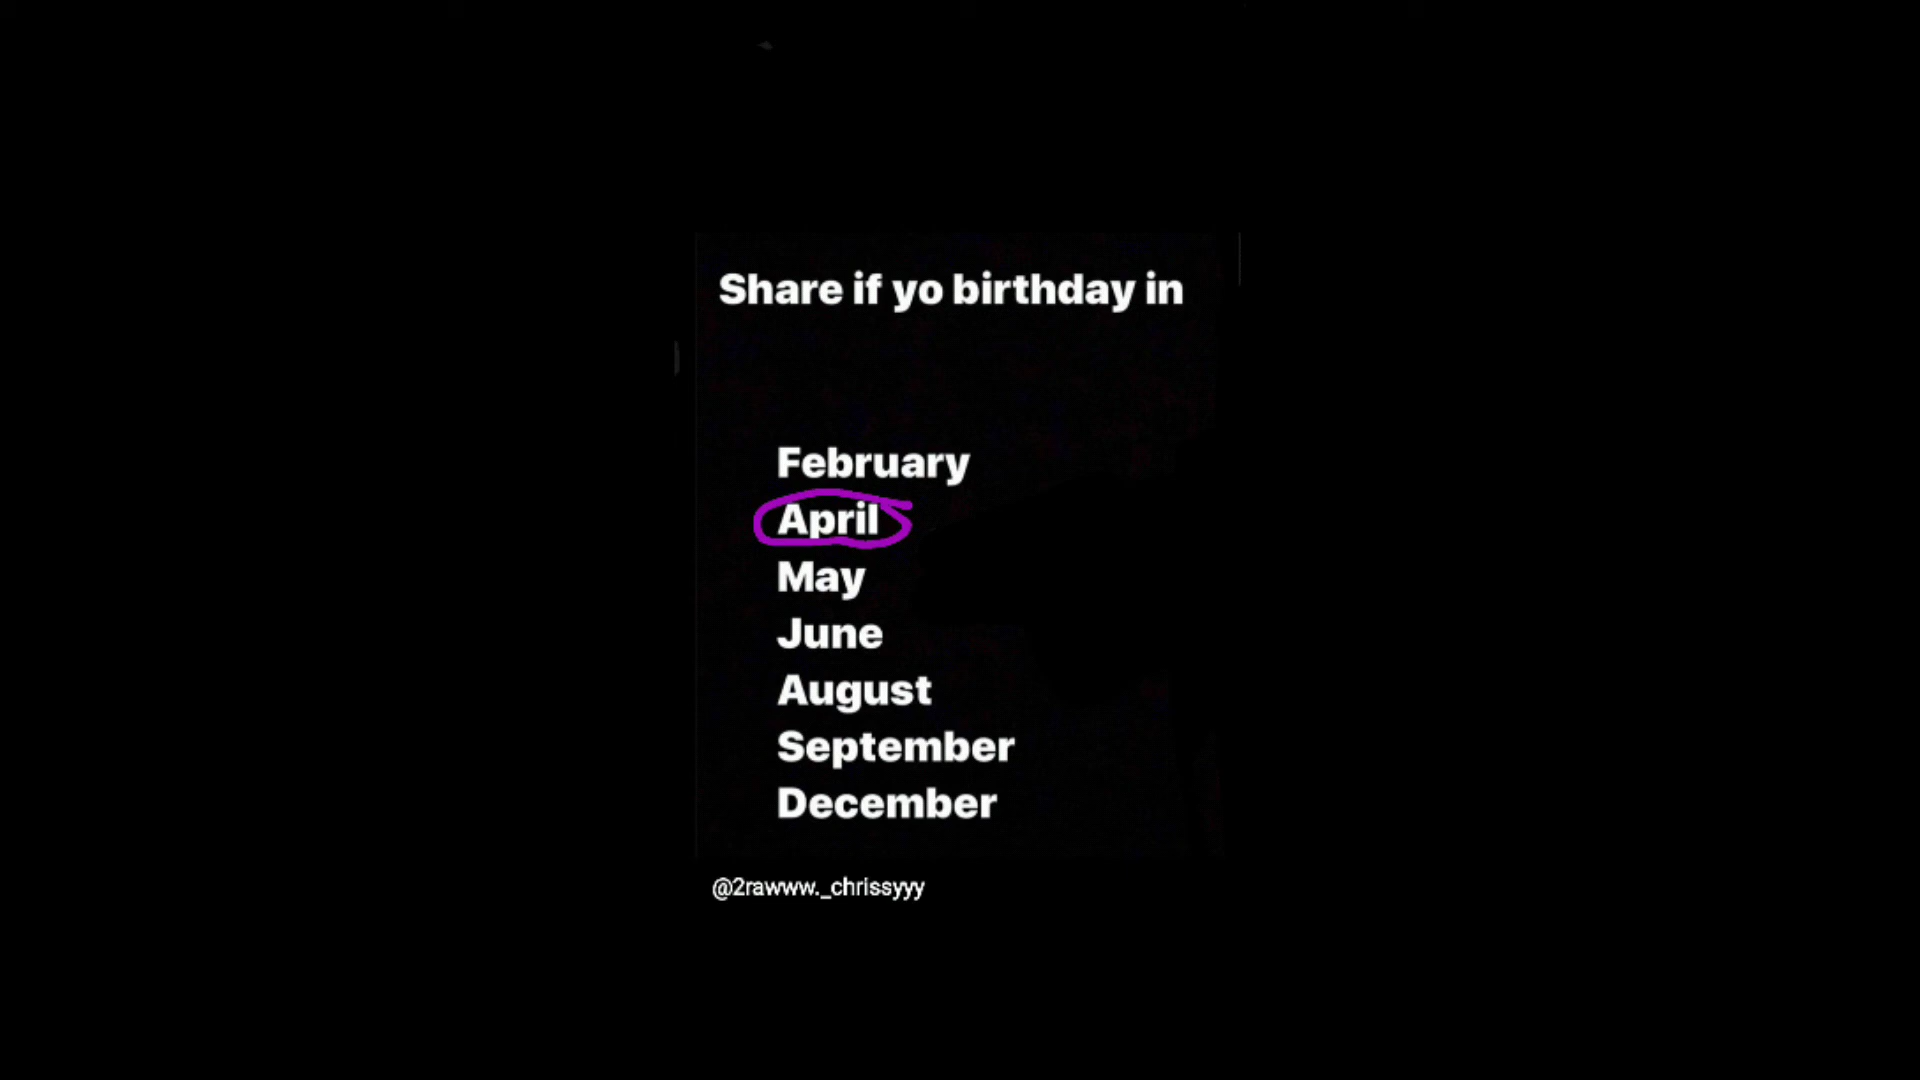 Share if yo birthday in
February
April
May
June
August
September
December
@2rawww._chrissyyy